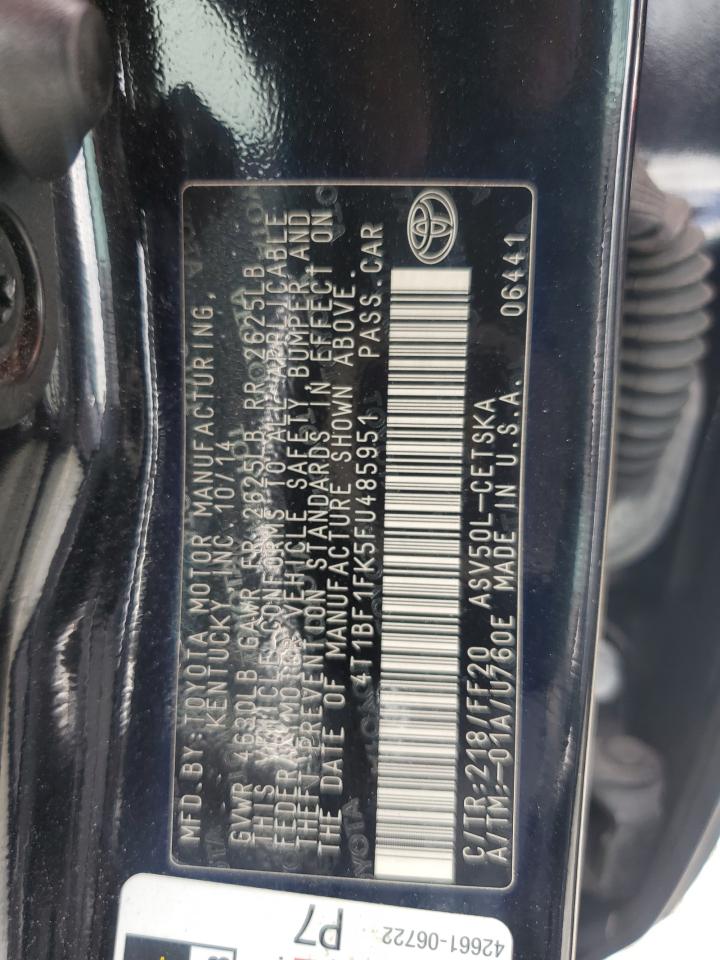 MFD.BY:TOYOTA MOTOR MANUFACTURING,
KENTUCKY, INC. 10/14
GVWR 4630LB GAWR FR 2625LB RR 2625LB
THIS VEHICLE CONFORMS TO ALL APPLICABLE
FEDERAL MOTOR VEHICLE SAFETY, BUMPER, AND
THEFT PREVENTION STANDARDS IN EFFECT ON
THE DATE OF MANUFACTURE SHOWN ABOVE.
4T1BF1FK5FU485951 PASS.CAR
C/TR:218/FF20 ASV50L-CETSKA
A/TM:-01A/U760E MADE IN U.S.A. 06441
P7
42661-06722